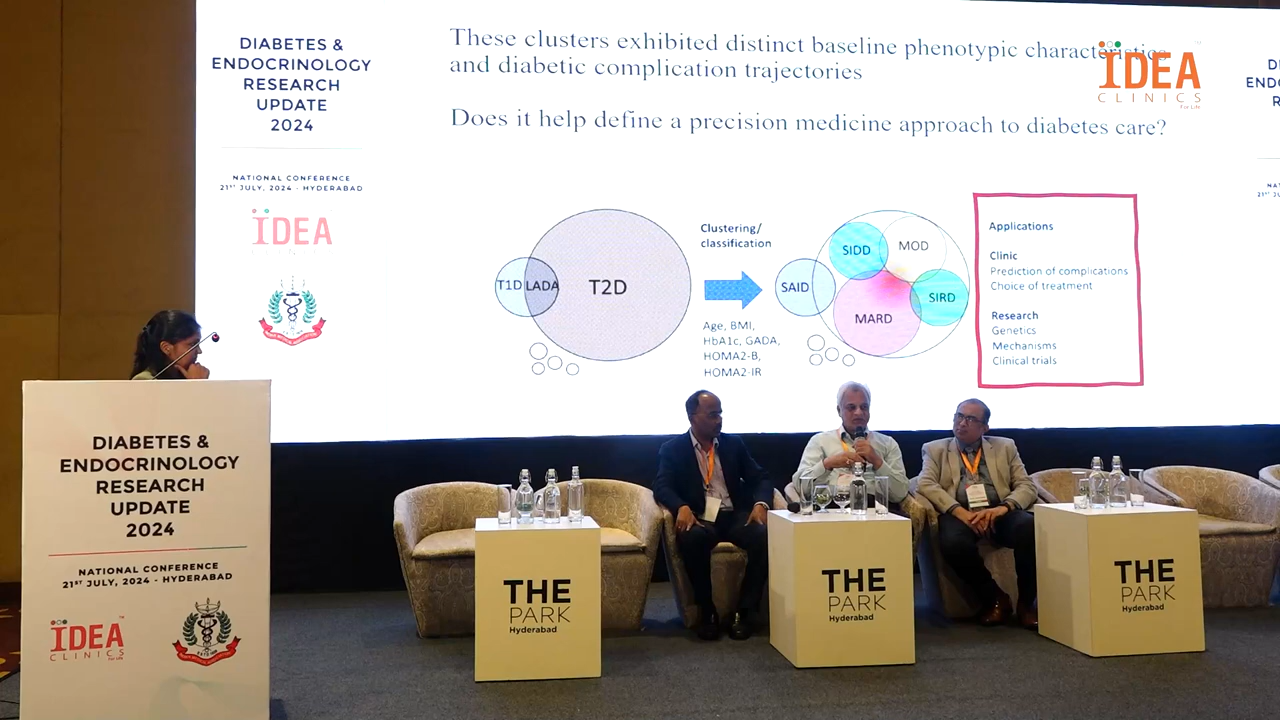 DIABETES &
ENDOCRINOLOGY
RESEARCH
UPDATE
2024
NATIONAL CONFERENCE
21ST JULY, 2024 - HYDERABAD
IDEA
These clusters exhibited distinct baseline phenotypic characteristics
and diabetic complication trajectories
Does it help define a precision medicine approach to diabetes care?
IDEA
CLINICS
For Life
T1D
LADA
T2D
Clustering/
classification
Age, BMI,
HbA1c, GADA,
HOMA2-B,
HOMA2-IR
SAID
SIDD
MOD
SIRD
MARD
Applications
Clinic
Prediction of complications
Choice of treatment
Research
Genetics
Mechanisms
Clinical trials
DIABETES &
ENDOCRINOLOGY
RESEARCH
UPDATE
2024
NATIONAL CONFERENCE
21ST JULY, 2024 - HYDERABAD
IDEA
CLINICS
For Life
THE
PARK
Hyderabad
THE
PARK
Hyderabad
THE
PARK
Hyderabad